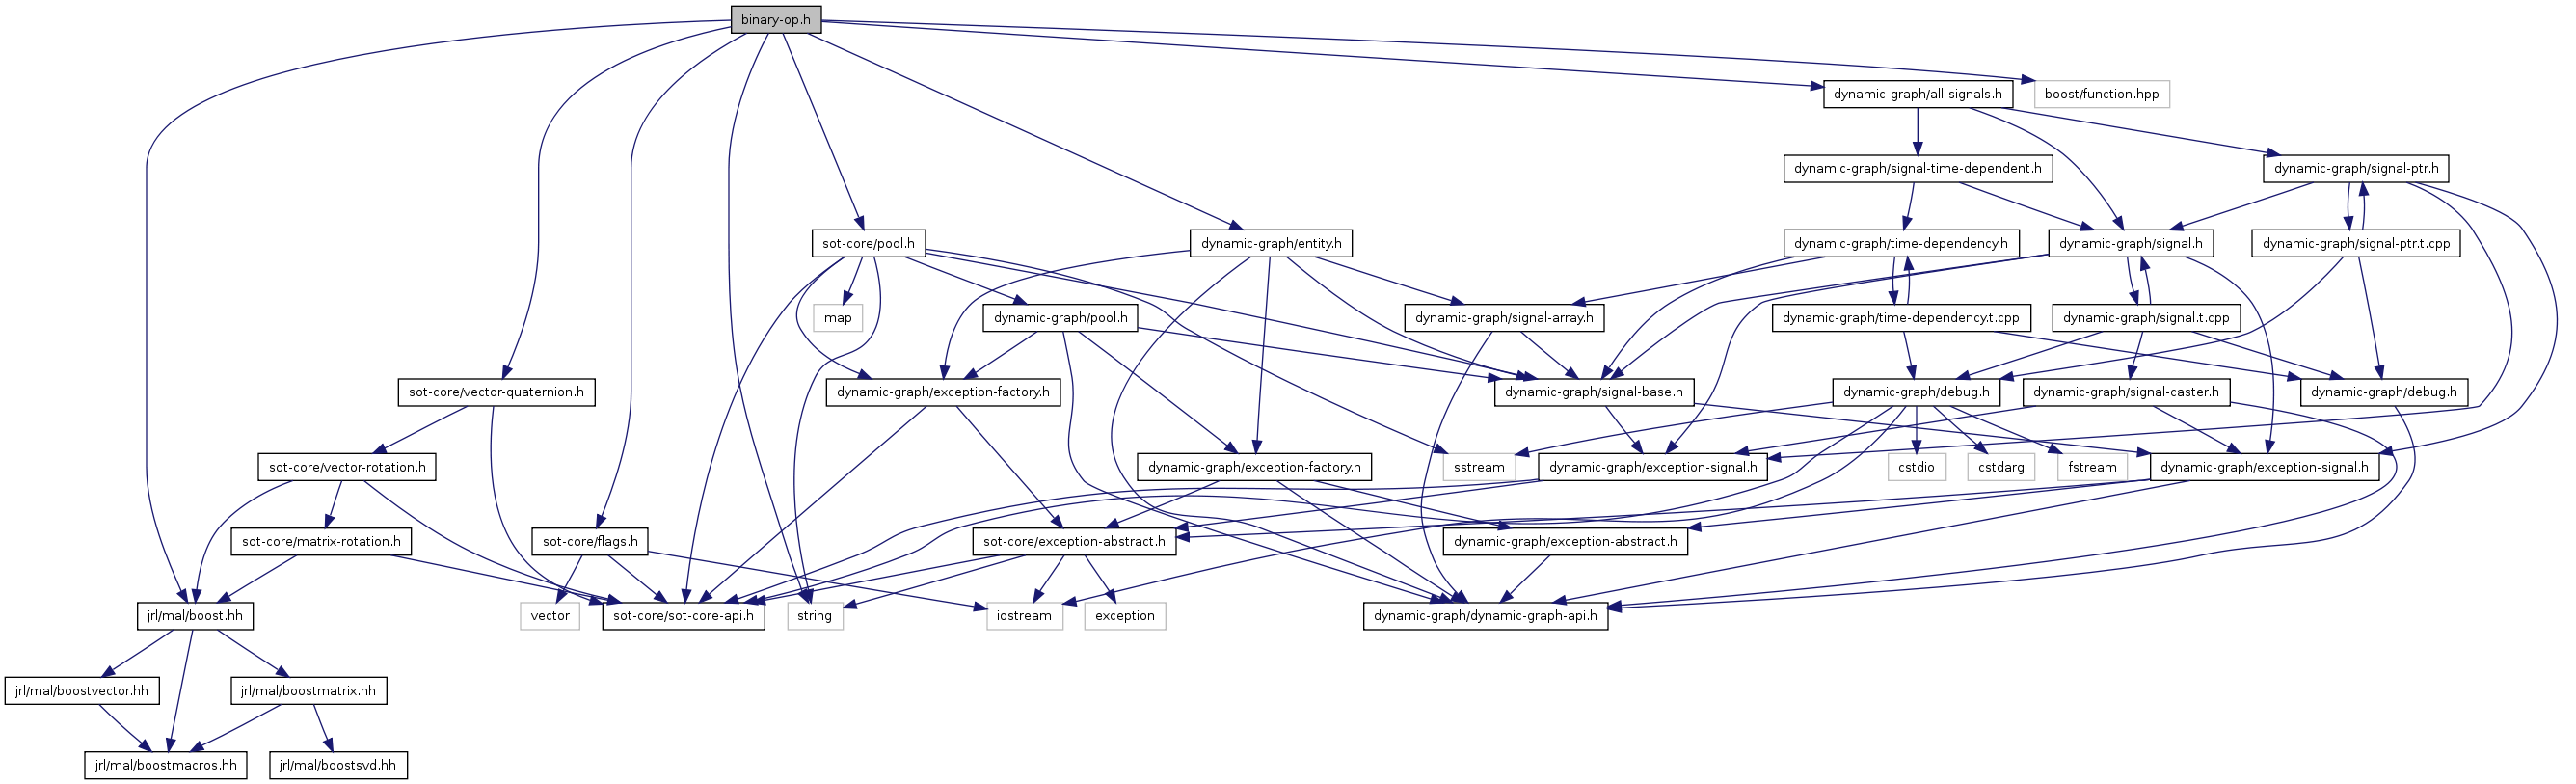 binary-op.h
dynamic-graph/all-signals.h
boost/function.hpp
dynamic-graph/signal-time-dependent.h
dynamic-graph/signal-ptr.h
sot-core/pool.h
dynamic-graph/entity.h
dynamic-graph/time-dependency.h
dynamic-graph/signal.h
dynamic-graph/signal-ptr.t.cpp
map
dynamic-graph/pool.h
dynamic-graph/signal-array.h
dynamic-graph/time-dependency.t.cpp
dynamic-graph/signal.t.cpp
sot-core/vector-quaternion.h
dynamic-graph/exception-factory.h
dynamic-graph/signal-base.h
dynamic-graph/debug.h
dynamic-graph/signal-caster.h
dynamic-graph/debug.h
sot-core/vector-rotation.h
dynamic-graph/exception-factory.h
sstream
dynamic-graph/exception-signal.h
cstdio
cstdarg
fstream
dynamic-graph/exception-signal.h
sot-core/matrix-rotation.h
sot-core/flags.h
sot-core/exception-abstract.h
dynamic-graph/exception-abstract.h
jrl/mal/boost.hh
vector
sot-core/sot-core-api.h
string
iostream
exception
dynamic-graph/dynamic-graph-api.h
jrl/mal/boostvector.hh
jrl/mal/boostmatrix.hh
jrl/mal/boostmacros.hh
jrl/mal/boostsvd.hh